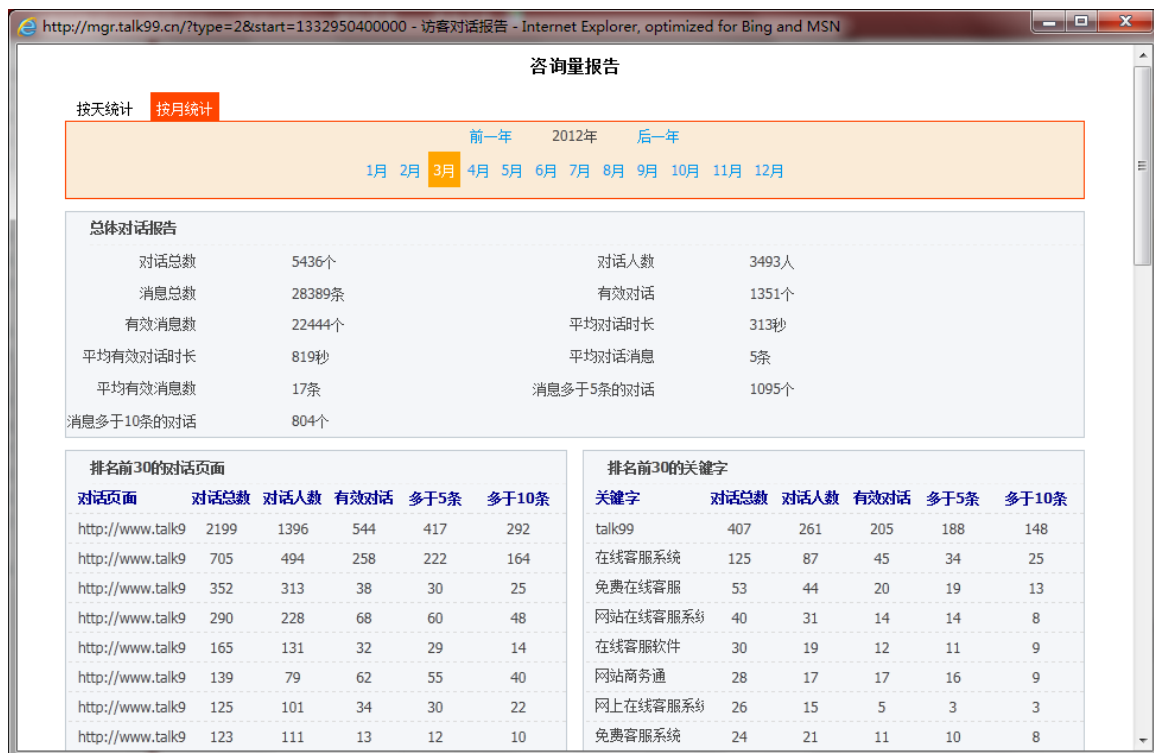 http://mgr.talk99.cn/?type=2&start=1332950400000 - 访客对话报告 - Internet Explorer, optimized for Bing and MSN
咨询量报告
按天统计 按月统计
前一年 2012年 后一年
1月 2月 3月 4月 5月 6月 7月 8月 9月 10月 11月 12月
总体对话报告
对话总数 5436个 对话人数 3493人
消息总数 28389条 有效对话 1351个
有效消息数 22444个 平均对话时长 313秒
平均有效对话时长 819秒 平均对话消息 5条
平均有效消息数 17条 消息多于5条的对话 1095个
消息多于10条的对话 804个
排名前30的对话页面
对话页面 对话总数 对话人数 有效对话 多于5条 多于10条
http://www.talk9 2199 1396 544 417 292
http://www.talk9 705 494 258 222 164
http://www.talk9 352 313 38 30 25
http://www.talk9 290 228 68 60 48
http://www.talk9 165 131 32 29 14
http://www.talk9 139 79 62 55 40
http://www.talk9 125 101 34 30 22
http://www.talk9 123 111 13 12 10
排名前30的关键字
关键字 对话总数 对话人数 有效对话 多于5条 多于10条
talk99 407 261 205 188 148
在线客服系统 125 87 45 34 25
免费在线客服 53 44 20 19 13
网站在线客服系统 40 31 14 14 8
在线客服软件 30 19 12 11 9
网站商务通 28 17 17 16 9
网上在线客服系统 26 15 5 3 3
免费客服系统 24 21 11 10 8